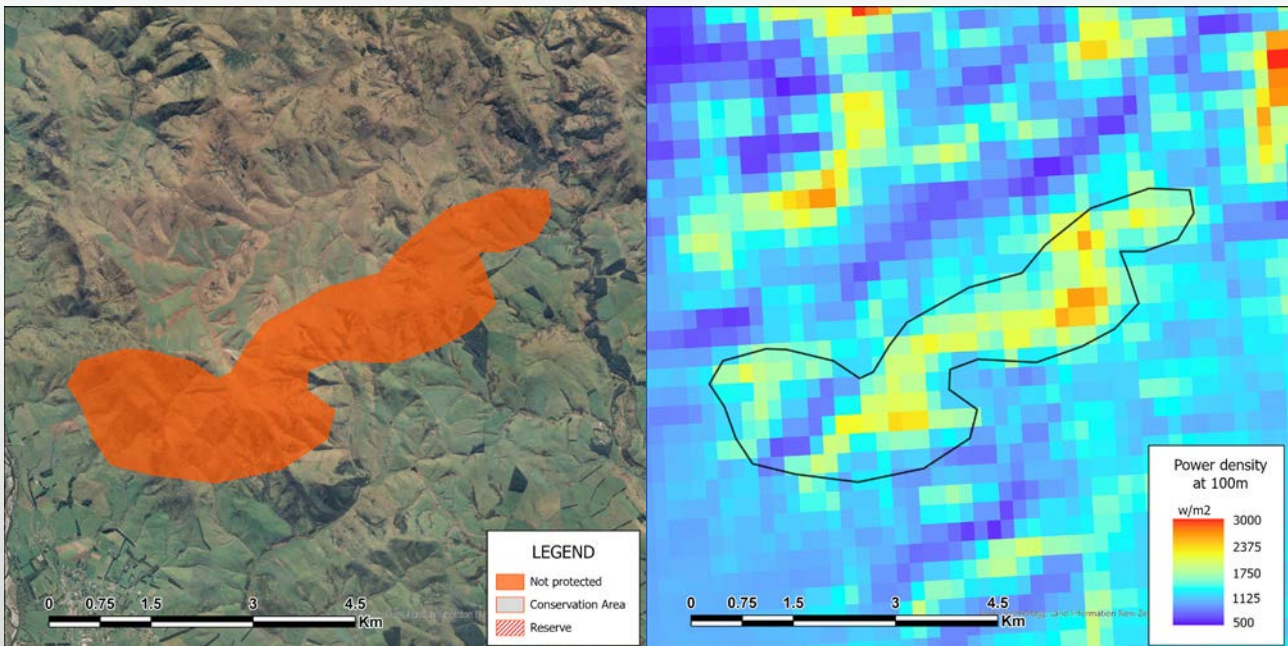 LEGEND
Not protected
Conservation Area
Reserve
0 0.75 1.5 3 4.5
Km
Power density
at 100m
w/m2
3000
2375
1750
1125
500
0 0.75 1.5 3 4.5
Km